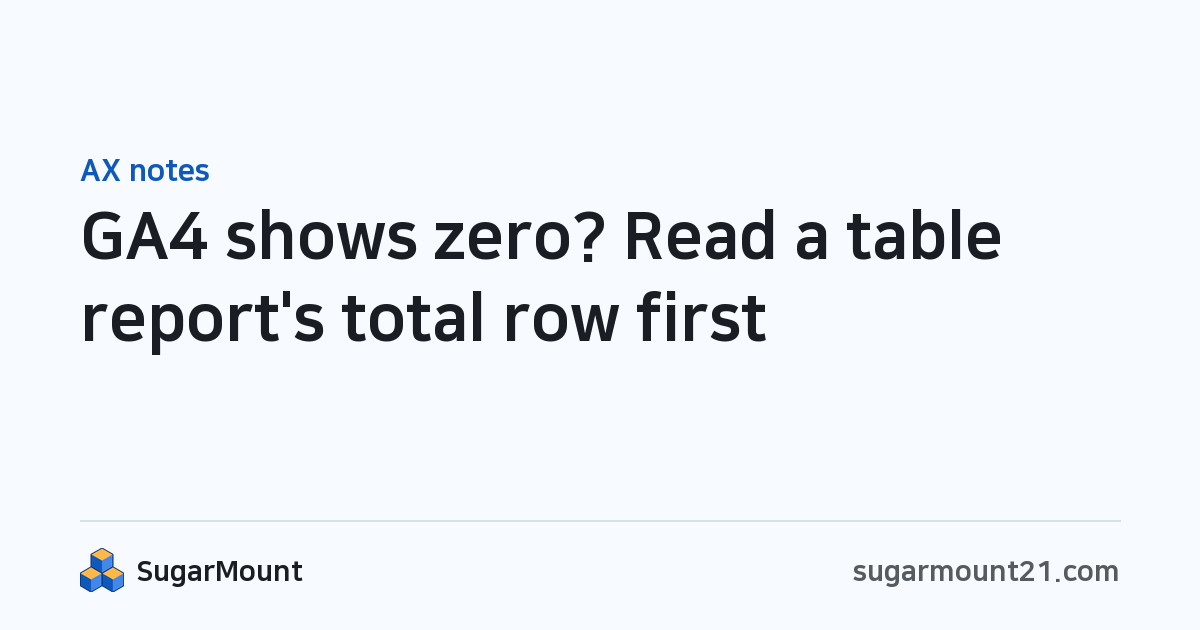 AX notes
GA4 shows zero? Read a table
report's total row first
SugarMount
sugarmount21.com